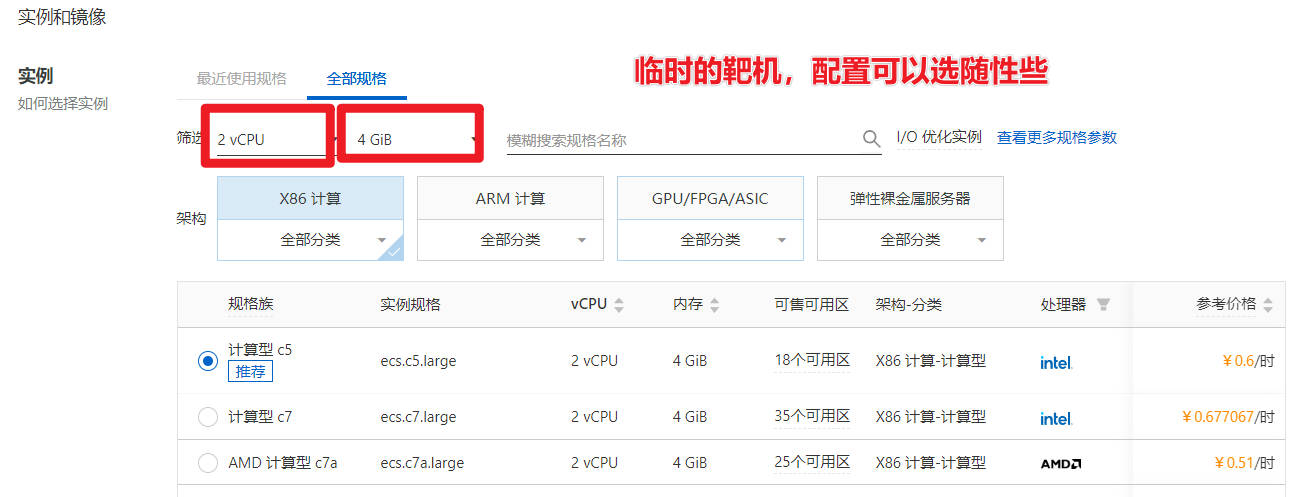 实例和镜像
临时的靶机，配置可以选随性些
实例
最近使用规格 全部规格
如何选择实例
筛选 2 vCPU 4 GiB 模糊搜索规格名称 I/O 优化实例 查看更多规格参数
X86 计算 ARM 计算 GPU/FPGA/ASIC 弹性裸金属服务器
架构
全部分类 全部分类 全部分类 全部分类
规格族 实例规格 vCPU 内存 可售可用区 架构-分类 处理器 参考价格
计算型 c5 ecs.c5.large 2 vCPU 4 GiB 18个可用区 X86 计算-计算型 intel. ￥0.6/时
推荐
计算型 c7 ecs.c7.large 2 vCPU 4 GiB 35个可用区 X86 计算-计算型 intel. ￥0.677067/时
AMD 计算型 c7a ecs.c7a.large 2 vCPU 4 GiB 25个可用区 X86 计算-计算型 AMD ￥0.51/时